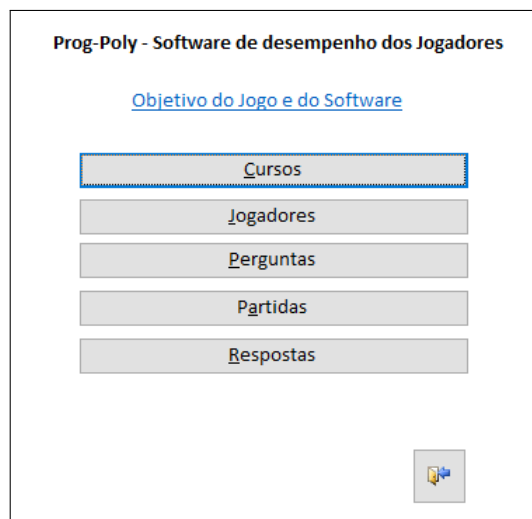 Prog-Poly - Software de desempenho dos Jogadores
Objetivo do Jogo e do Software
Cursos
Jogadores
Perguntas
Partidas
Respostas